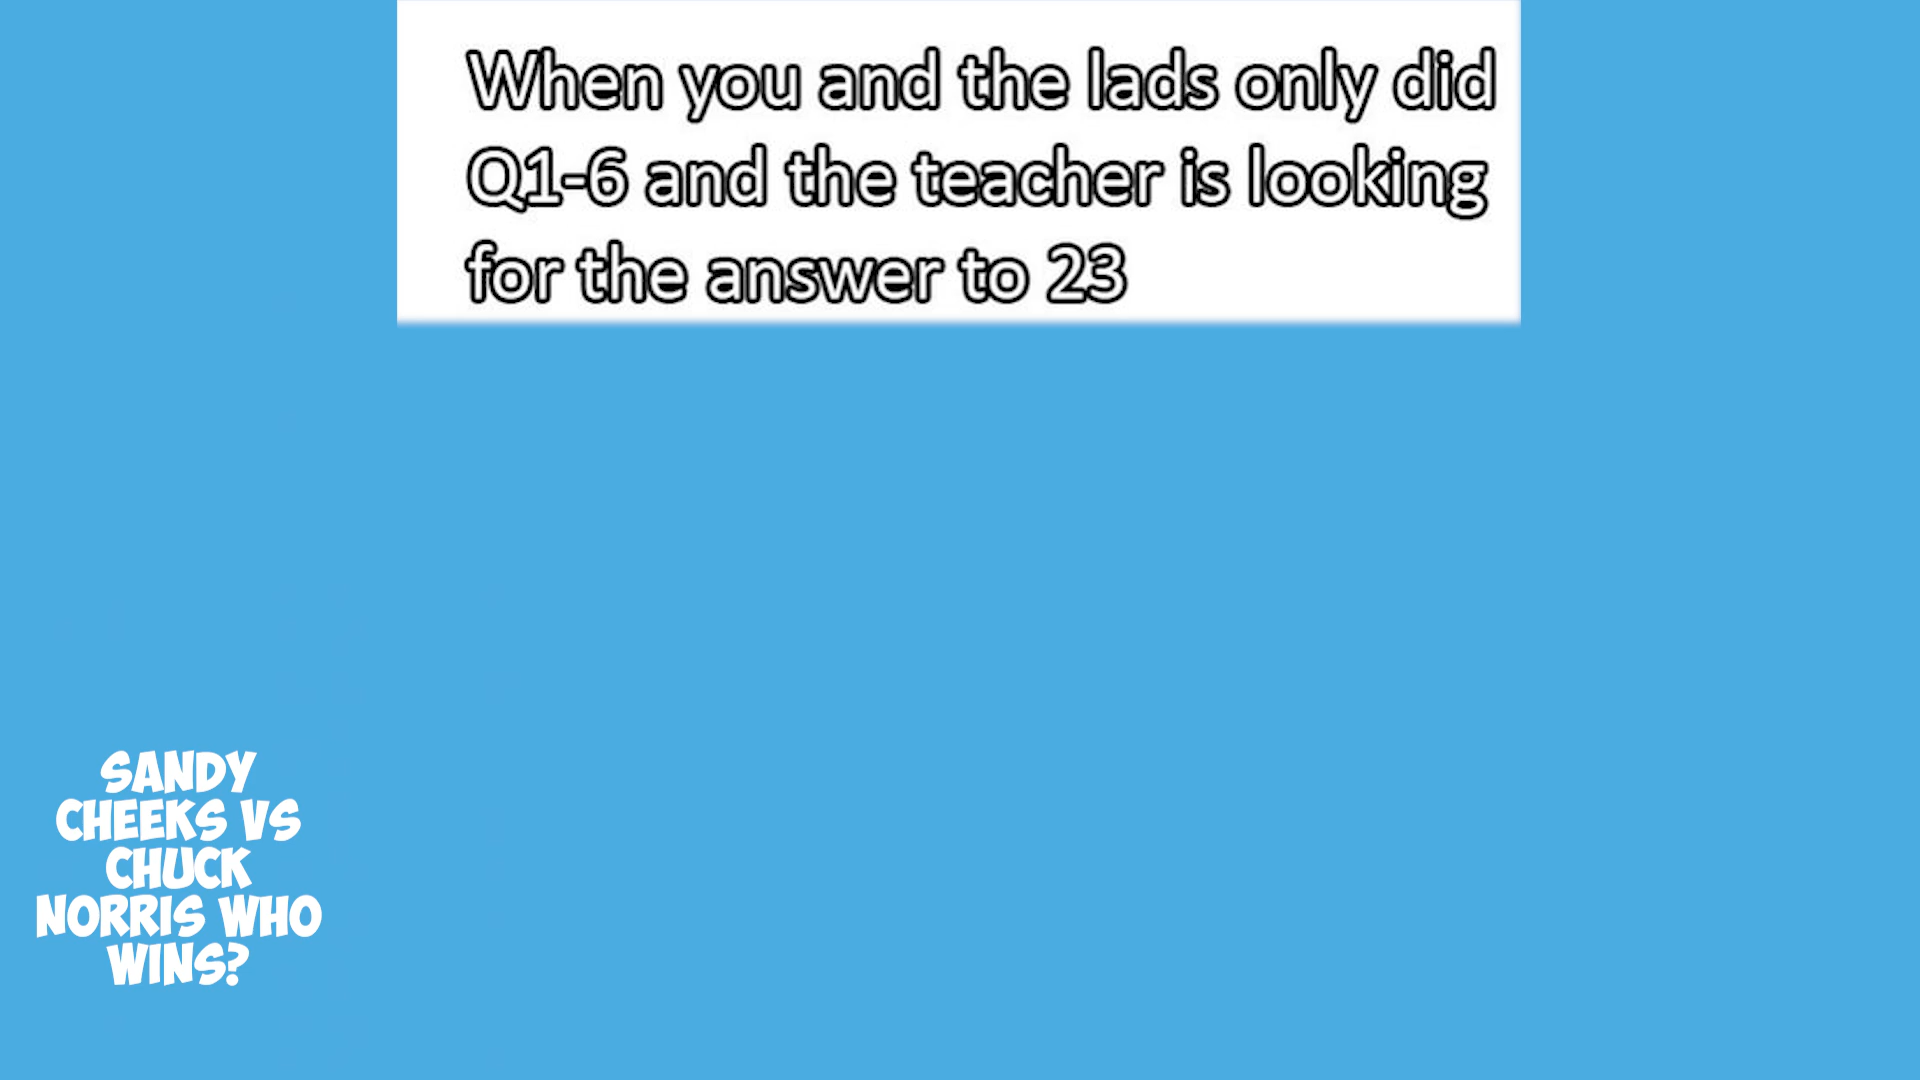 When you and the lads only did
Q1-6 and the teacher is looking
for the answer to 23
SANDY
CHEEKS VS
CHUCK
NORRIS WHO
WINS?